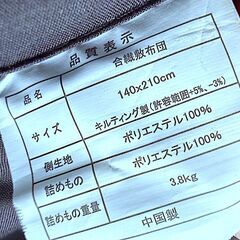 品質表示
品名 合繊敷布団
サイズ 140×210cm
キルティング製(許容範囲+5%、-3%)
側生地 ポリエステル100%
詰めもの ポリエステル100%
詰めもの重量 3.8kg
中国製